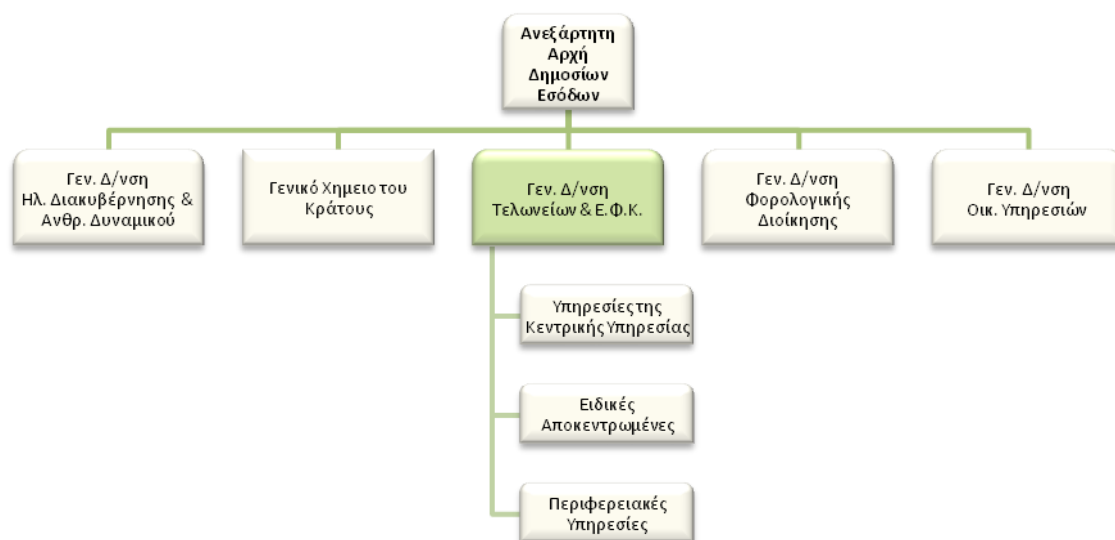 Ανεξάρτητη
Αρχή
Δημοσίων
Εσόδων
Γεν. Δ/νση
Ηλ. Διακυβέρνησης &
Ανθρ. Δυναμικού
Γενικό Χημειο του
Κράτους
Γεν. Δ/νση
Τελωνείων & Ε.Φ.Κ.
Γεν. Δ/νση
Φορολογικής
Διοίκησης
Γεν. Δ/νση
Οικ. Υπηρεσιών
Υπηρεσίες της
Κεντρικής Υπηρεσίας
Ειδικές
Αποκεντρωμένες
Περιφερειακές
Υπηρεσίες